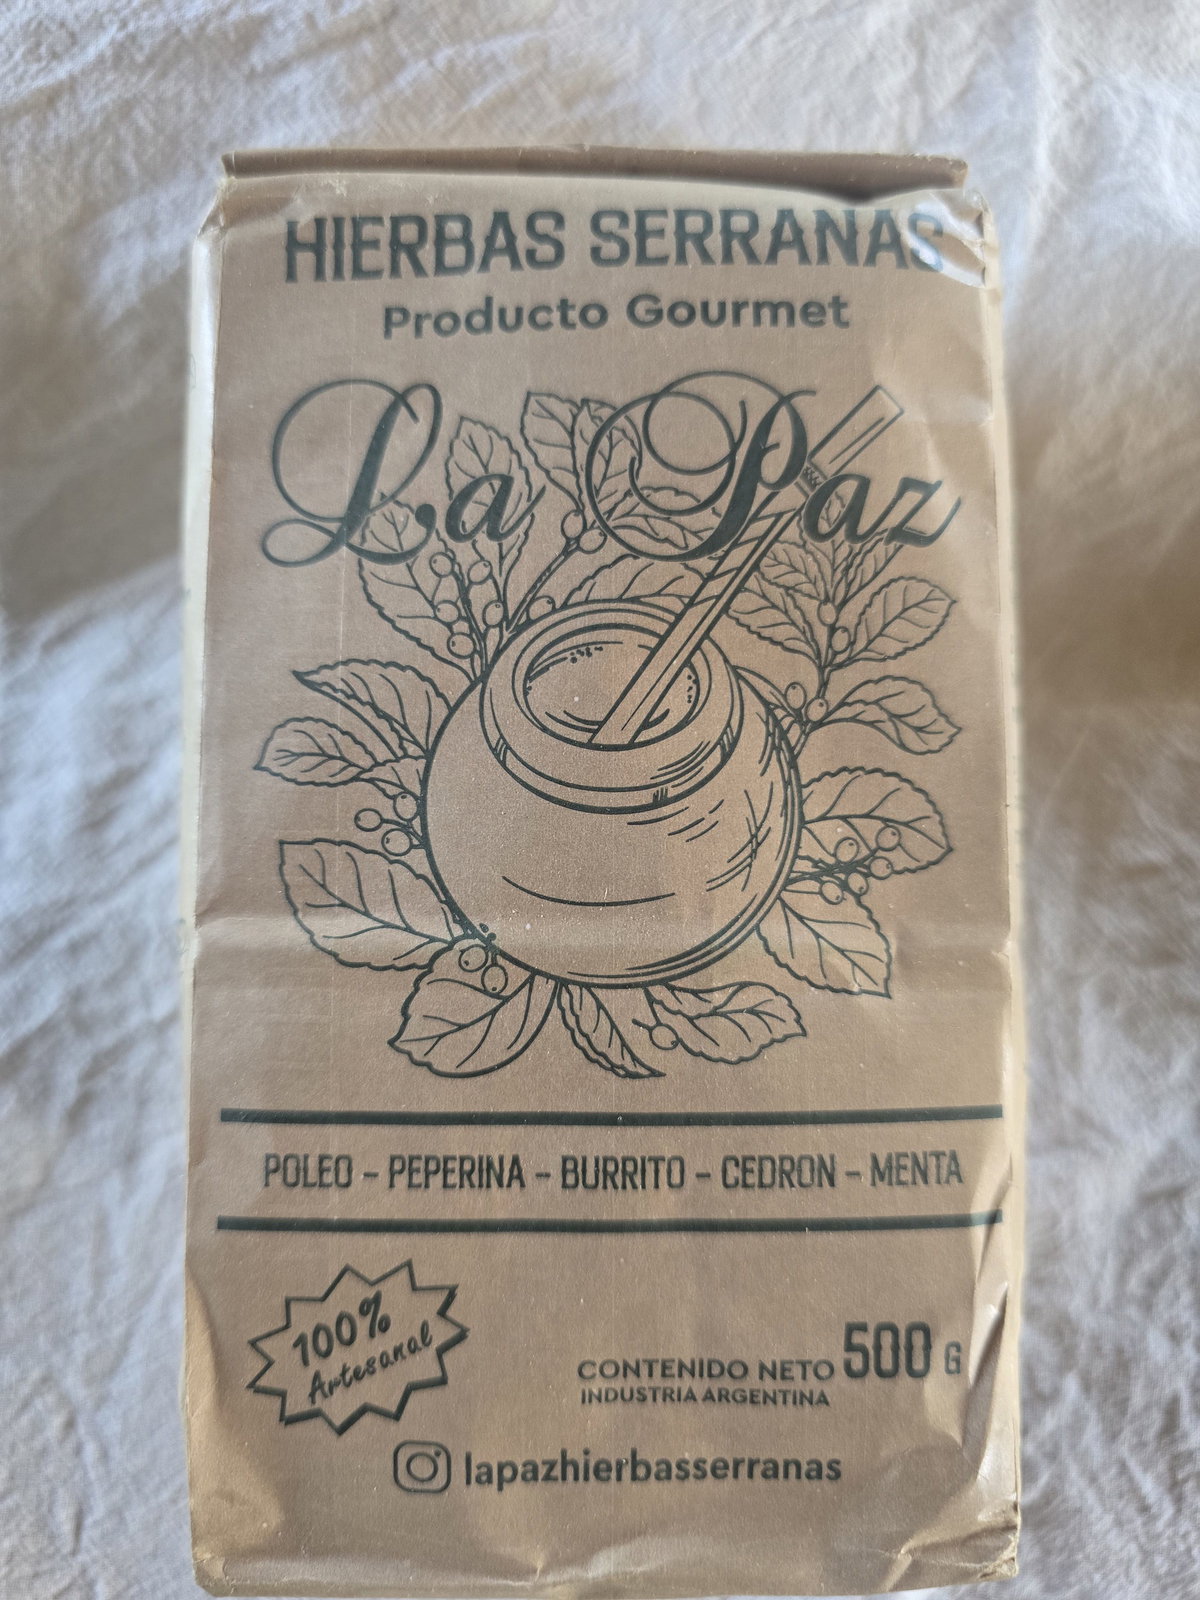 HIERBAS SERRANAS
Producto Gourmet
La Paz
POLEO - PEPERINA - BURRITO - CEDRON - MENTA
100%
Artesanal
CONTENIDO NETO 500 G
INDUSTRIA ARGENTINA
lapazhierbasserranas